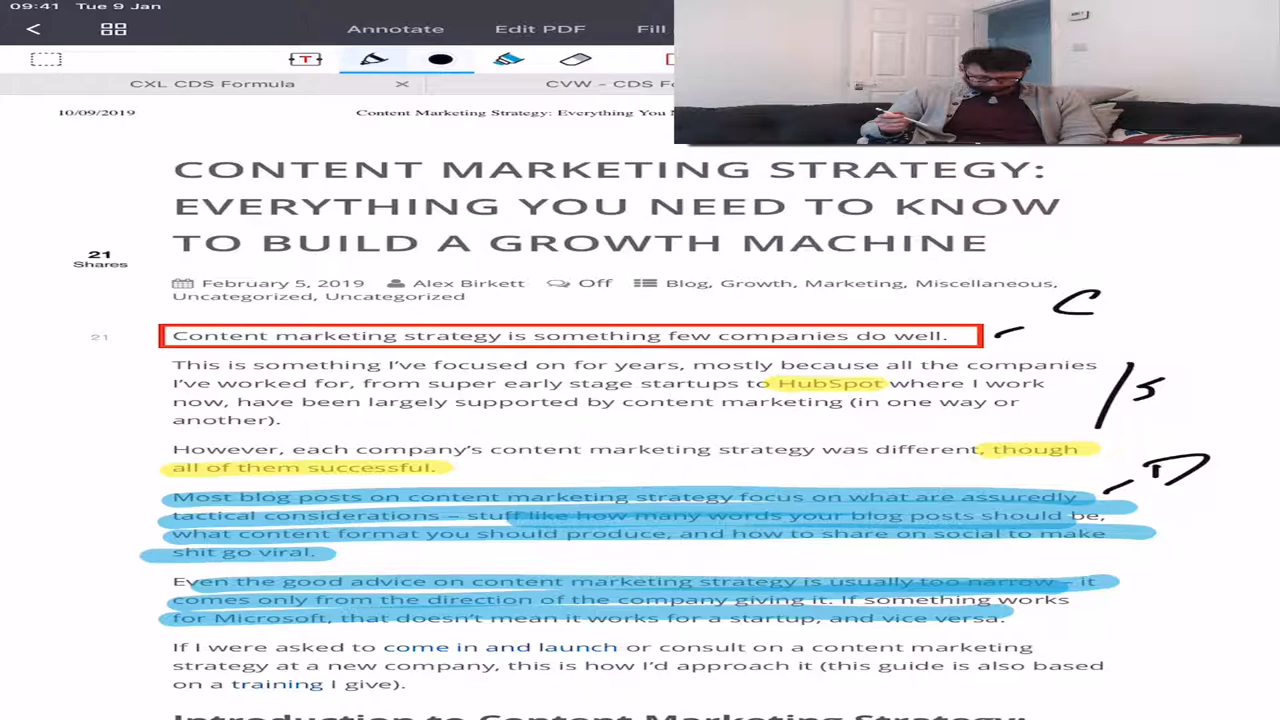 09:41 Tue 9 Jan
Annotate Edit PDF Fill
T
CXL CDS Formula × CVW - CDS Fo
10/09/2019 Content Marketing Strategy: Everything You N
CONTENT MARKETING STRATEGY:
EVERYTHING YOU NEED TO KNOW
TO BUILD A GROWTH MACHINE
21
Shares
February 5, 2019 Alex Birkett Off Blog, Growth, Marketing, Miscellaneous,
Uncategorized, Uncategorized
C
21 Content marketing strategy is something few companies do well.
This is something I've focused on for years, mostly because all the companies
I've worked for, from super early stage startups to HubSpot where I work
S
now, have been largely supported by content marketing (in one way or
another).
However, each company's content marketing strategy was different, though
all of them successful.
D
Most blog posts on content marketing strategy focus on what are assuredly
tactical considerations – stuff like how many words your blog posts should be,
what content format you should produce, and how to share on social to make
shit go viral.
Even the good advice on content marketing strategy is usually too narrow – it
comes only from the direction of the company giving it. If something works
for Microsoft, that doesn't mean it works for a startup, and vice versa.
If I were asked to come in and launch or consult on a content marketing
strategy at a new company, this is how I'd approach it (this guide is also based
on a training I give).
Introduction to Content Marketing Strategy: